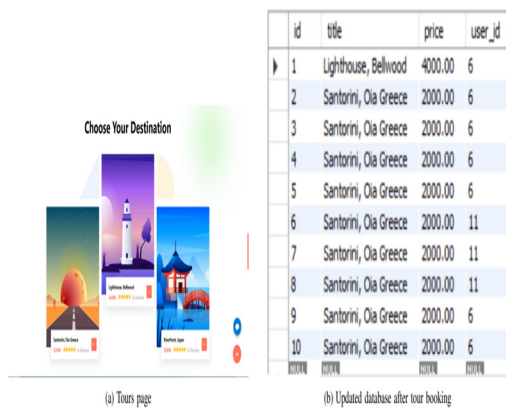 Choose Your Destination
Lighthouse, Bellwood
Santorini, Oia Greece
Riverfront, Japan
(a) Tours page
id title price user_id
1 Lighthouse, Bellwood 4000.00 6
2 Santorini, Oia Greece 2000.00 6
3 Santorini, Oia Greece 2000.00 6
4 Santorini, Oia Greece 2000.00 6
5 Santorini, Oia Greece 2000.00 6
6 Santorini, Oia Greece 2000.00 11
7 Santorini, Oia Greece 2000.00 11
8 Santorini, Oia Greece 2000.00 11
9 Santorini, Oia Greece 2000.00 6
10 Santorini, Oia Greece 2000.00 6
NULL NULL NULL NULL
(b) Updated database after tour booking